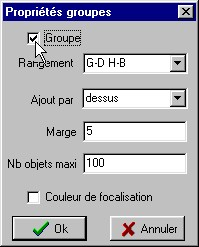 Propriétés groupes
Groupe
Rangement G-D H-B
Ajout par dessus
Marge 5
Nb objets maxi 100
Couleur de focalisation
Ok Annuler